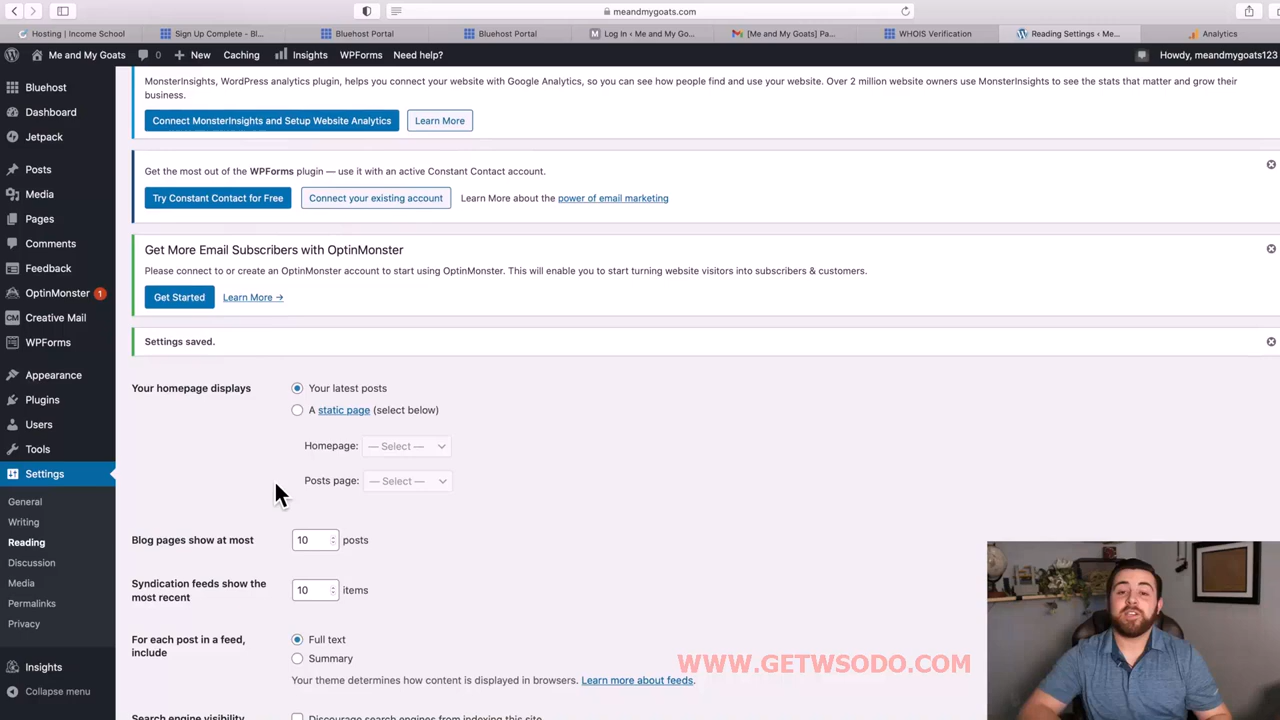 meandmygoats.com
Hosting | Income School
Sign Up Complete - Bl...
Bluehost Portal
Bluehost Portal
Log In ‹ Me and My Go...
[Me and My Goats] Pa...
WHOIS Verification
Reading Settings ‹ Me...
Analytics
Me and My Goats
0
New
Caching
Insights
WPForms
Need help?
Howdy, meandmygoats123
Bluehost
Dashboard
Jetpack
Posts
Media
Pages
Comments
Feedback
OptinMonster 1
Creative Mail
WPForms
Appearance
Plugins
Users
Tools
Settings
General
Writing
Reading
Discussion
Media
Permalinks
Privacy
Insights
Collapse menu
MonsterInsights, WordPress analytics plugin, helps you connect your website with Google Analytics, so you can see how people find and use your website. Over 2 million website owners use MonsterInsights to see the stats that matter and grow their
business.
Connect MonsterInsights and Setup Website Analytics
Learn More
Get the most out of the WPForms plugin — use it with an active Constant Contact account.
Try Constant Contact for Free
Connect your existing account
Learn More about the power of email marketing
Get More Email Subscribers with OptinMonster
Please connect to or create an OptinMonster account to start using OptinMonster. This will enable you to start turning website visitors into subscribers & customers.
Get Started
Learn More →
Settings saved.
Your homepage displays
Your latest posts
A static page (select below)
Homepage: — Select —
Posts page: — Select —
Blog pages show at most
10 posts
Syndication feeds show the
most recent
10 items
For each post in a feed,
include
Full text
Summary
Your theme determines how content is displayed in browsers. Learn more about feeds.
Search engine visibility
Discourage search engines from indexing this site
WWW.GETWSODO.COM